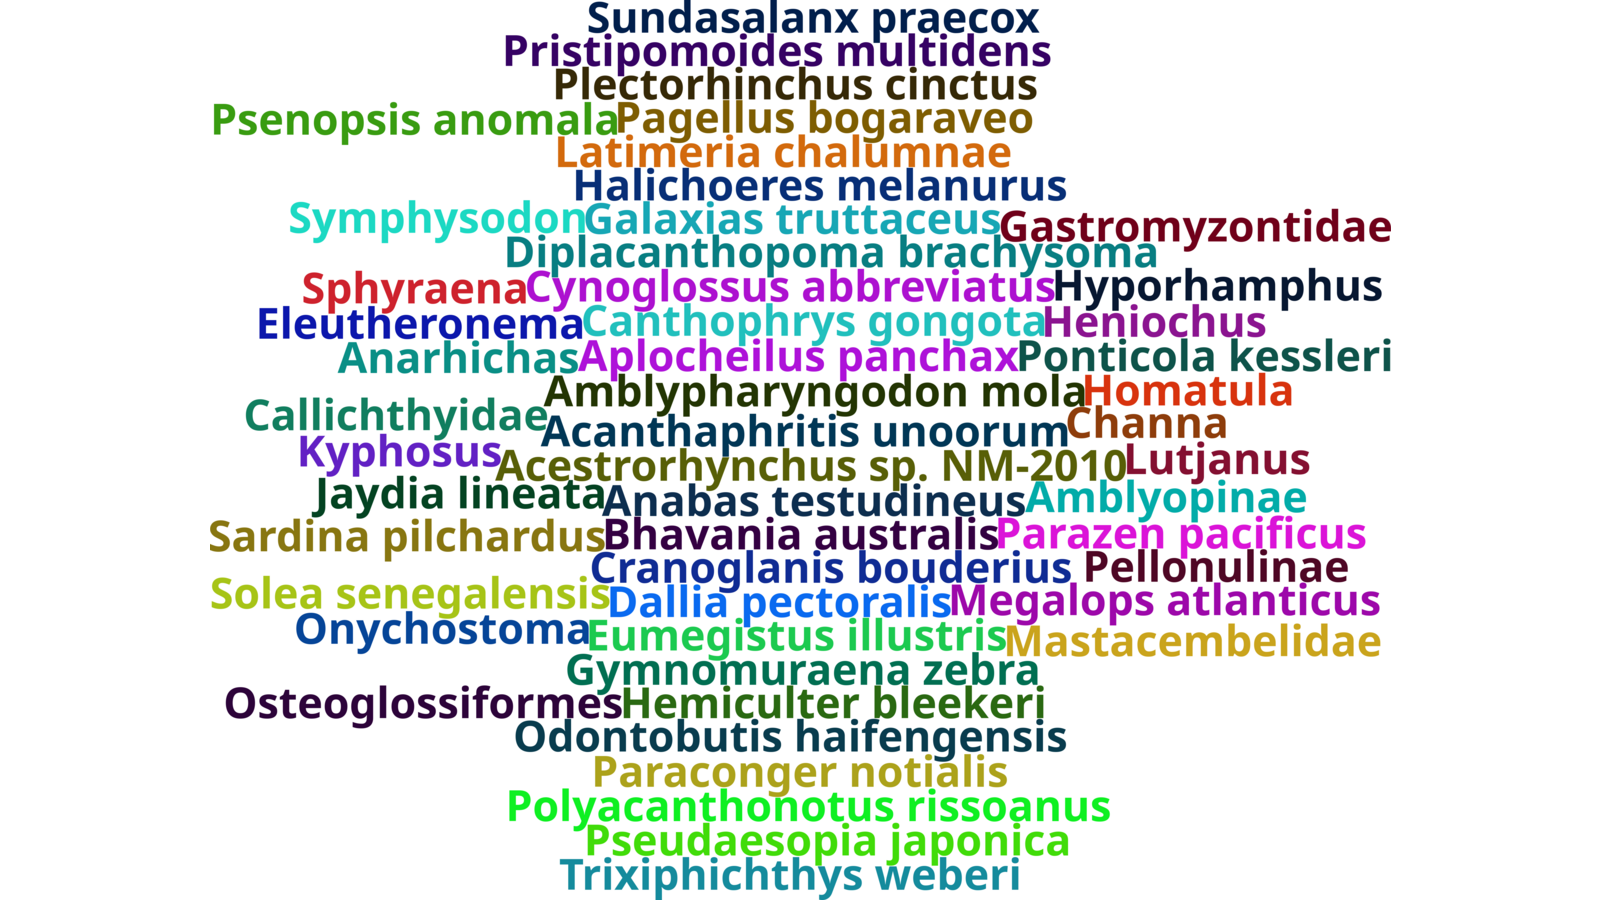 Sundasalanx praecox
Pristipomoides multidens
Plectorhinchus cinctus
Psenopsis anomala Pagellus bogaraveo
Latimeria chalumnae
Halichoeres melanurus
Symphysodon Galaxias truttaceus Gastromyzontidae
Diplacanthopoma brachysoma
Sphyraena Cynoglossus abbreviatus Hyporhamphus
Eleutheronema Canthophrys gongota Heniochus
Anarhichas Aplocheilus panchax Ponticola kessleri
Amblypharyngodon mola Homatula
Callichthyidae Acanthaphritis unoorum Channa
Kyphosus Acestrorhynchus sp. NM-2010 Lutjanus
Jaydia lineata Anabas testudineus Amblyopinae
Sardina pilchardus Bhavania australis Parazen pacificus
Cranoglanis bouderius Pellonulinae
Solea senegalensis Dallia pectoralis Megalops atlanticus
Onychostoma Eumegistus illustris Mastacembelidae
Gymnomuraena zebra
Osteoglossiformes Hemiculter bleekeri
Odontobutis haifengensis
Paraconger notialis
Polyacanthonotus rissoanus
Pseudaesopia japonica
Trixiphichthys weberi